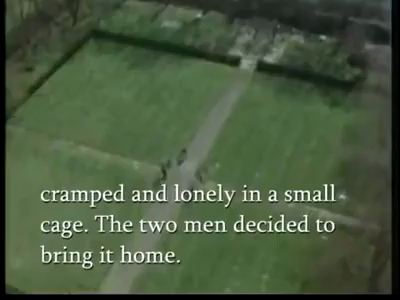 cramped and lonely in a small
cage. The two men decided to
bring it home.